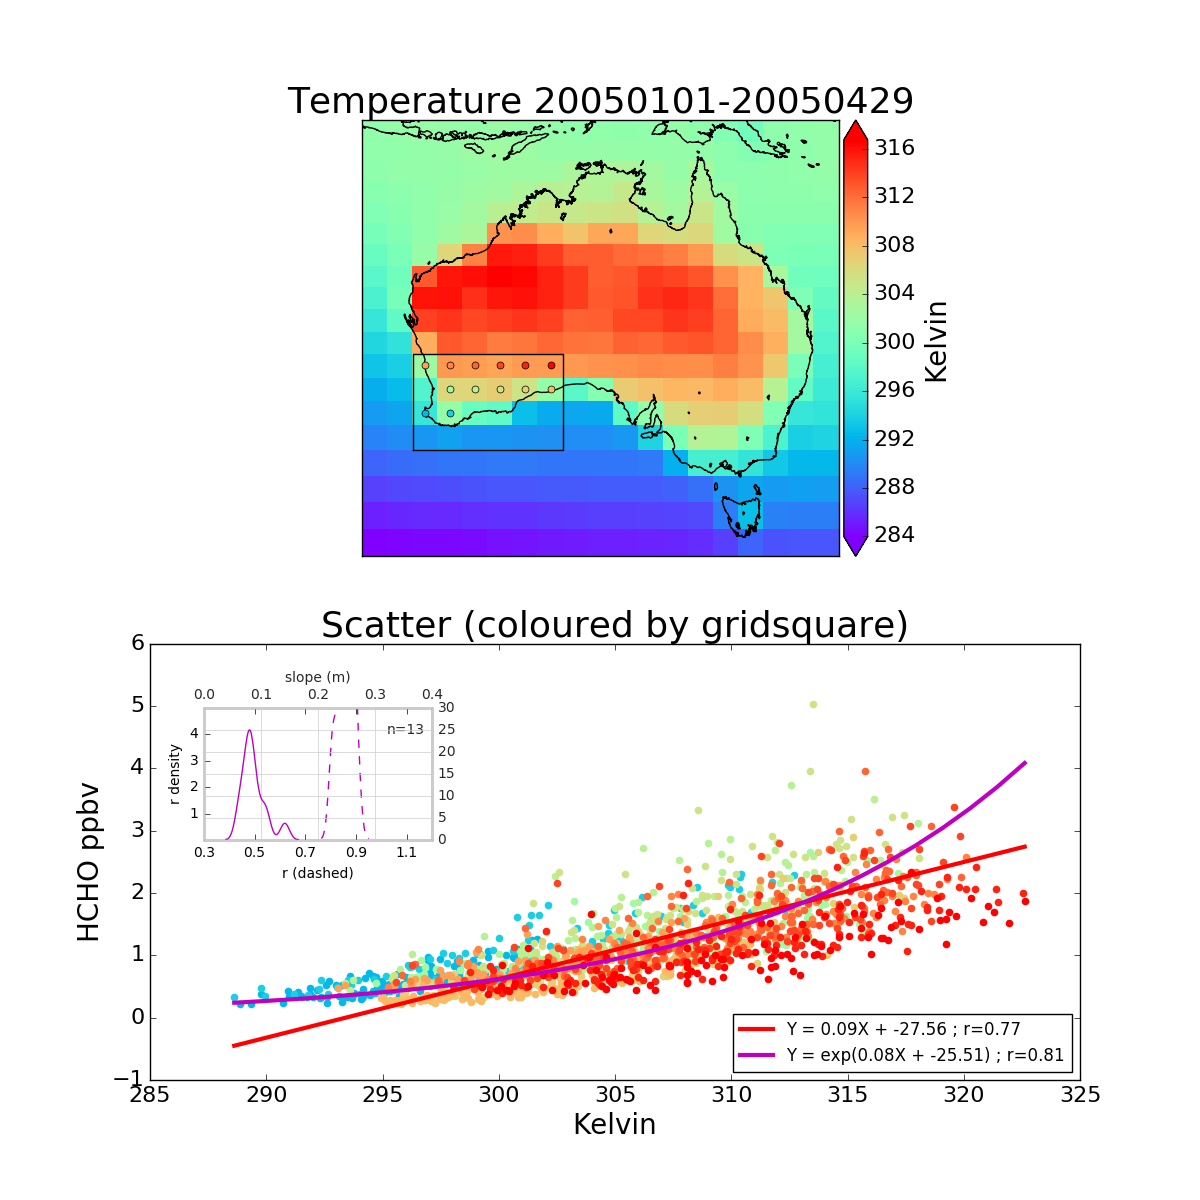 Temperature 20050101-20050429
316
312
308
304
300
296
292
288
284
Kelvin
Scatter (coloured by gridsquare)
6
5
4
3
2
1
0
−1
HCHO ppbv
285 290 295 300 305 310 315 320 325
Kelvin
slope (m)
0.0 0.1 0.2 0.3 0.4
n=13
4
3
2
1
r density
30
25
20
15
10
5
0
0.3 0.5 0.7 0.9 1.1
r (dashed)
Y = 0.09X + -27.56 ; r=0.77
Y = exp(0.08X + -25.51) ; r=0.81